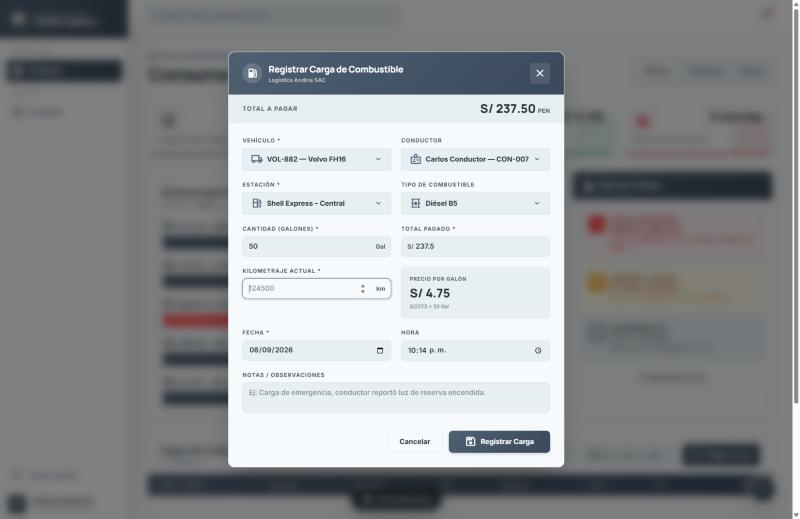 Registrar Carga de Combustible
Logística Andina SAC
TOTAL A PAGAR
S/ 237.50 PEN
VEHÍCULO *
CONDUCTOR
VOL-882 — Volvo FH16
Carlos Conductor — CON-007
ESTACIÓN *
TIPO DE COMBUSTIBLE
Shell Express – Central
Diésel B5
CANTIDAD (GALONES) *
TOTAL PAGADO *
50 Gal
S/ 237.5
KILOMETRAJE ACTUAL *
124500 km
PRECIO POR GALÓN
S/ 4.75
S/237.5 ÷ 50 Gal
FECHA *
HORA
08/09/2026
10:14 p. m.
NOTAS / OBSERVACIONES
Ej: Carga de emergencia, conductor reportó luz de reserva encendida.
Cancelar
Registrar Carga